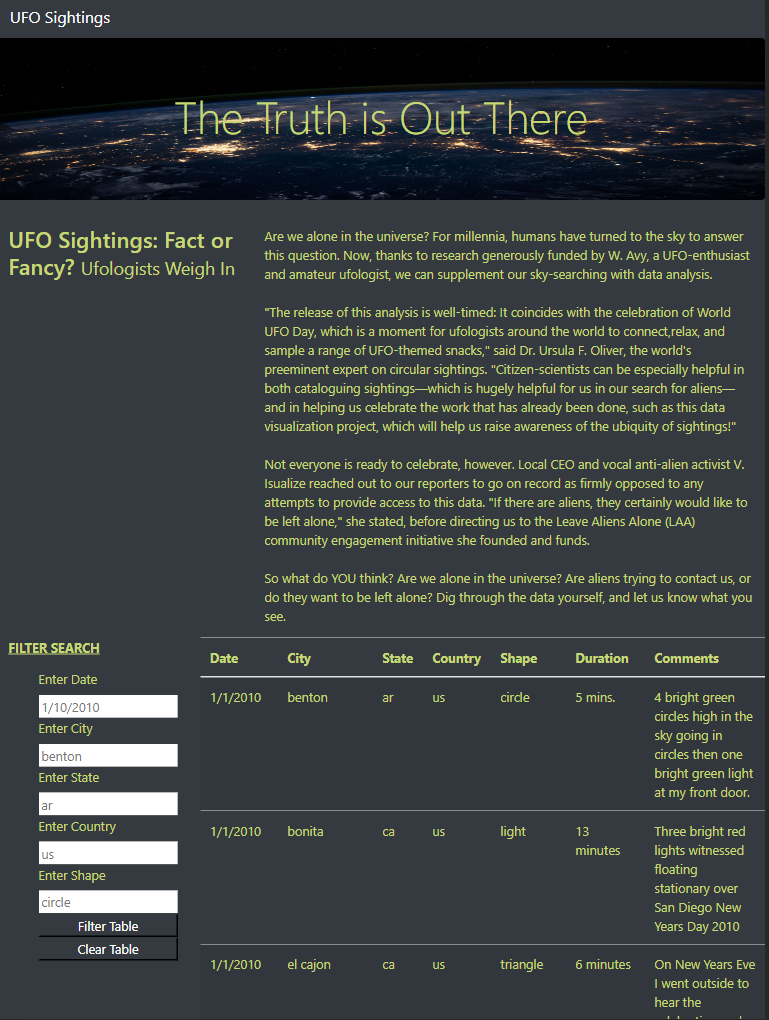 UFO Sightings
The Truth is Out There
UFO Sightings: Fact or
Fancy? Ufologists Weigh In
Are we alone in the universe? For millennia, humans have turned to the sky to answer
this question. Now, thanks to research generously funded by W. Avy, a UFO-enthusiast
and amateur ufologist, we can supplement our sky-searching with data analysis.
"The release of this analysis is well-timed: It coincides with the celebration of World
UFO Day, which is a moment for ufologists around the world to connect,relax, and
sample a range of UFO-themed snacks," said Dr. Ursula F. Oliver, the world's
preeminent expert on circular sightings. "Citizen-scientists can be especially helpful in
both cataloguing sightings—which is hugely helpful for us in our search for aliens—
and in helping us celebrate the work that has already been done, such as this data
visualization project, which will help us raise awareness of the ubiquity of sightings!"
Not everyone is ready to celebrate, however. Local CEO and vocal anti-alien activist V.
Isualize reached out to our reporters to go on record as firmly opposed to any
attempts to provide access to this data. "If there are aliens, they certainly would like to
be left alone," she stated, before directing us to the Leave Aliens Alone (LAA)
community engagement initiative she founded and funds.
So what do YOU think? Are we alone in the universe? Are aliens trying to contact us, or
do they want to be left alone? Dig through the data yourself, and let us know what you
see.
FILTER SEARCH
Enter Date
1/10/2010
Enter City
benton
Enter State
ar
Enter Country
us
Enter Shape
circle
Filter Table
Clear Table
Date City State Country Shape Duration Comments
1/1/2010 benton ar us circle 5 mins. 4 bright green
circles high in the
sky going in
circles then one
bright green light
at my front door.
1/1/2010 bonita ca us light 13 Three bright red
minutes lights witnessed
floating
stationary over
San Diego New
Years Day 2010
1/1/2010 el cajon ca us triangle 6 minutes On New Years Eve
I went outside to
hear the